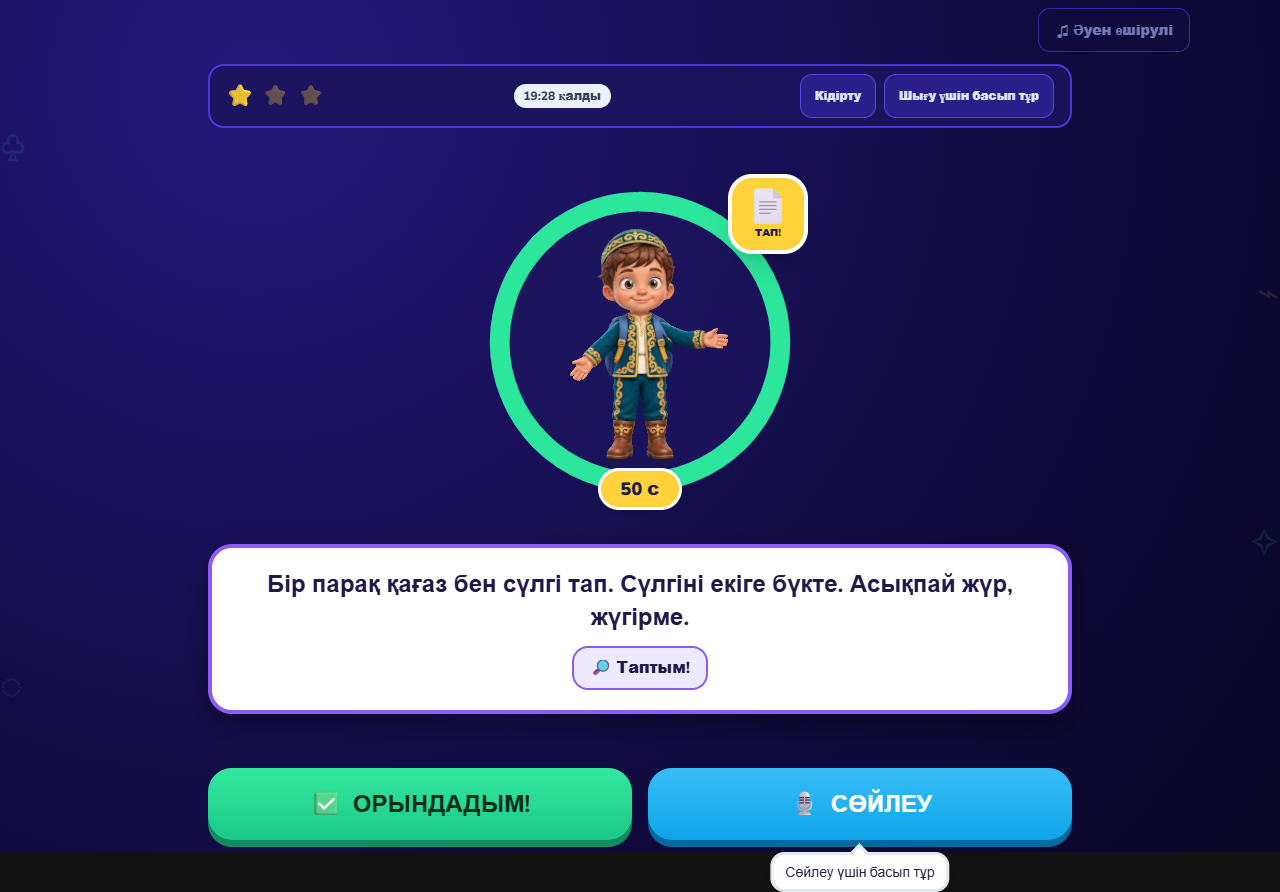 Әуен өшірулі
19:28 қалды
Кідірту
Шығу үшін басып тұр
ТАП!
50 с
Бір парақ қағаз бен сүлгі тап. Сүлгіні екіге бүкте. Асықпай жүр,
жүгірме.
Таптым!
ОРЫНДАДЫМ!
СӨЙЛЕУ
Сөйлеу үшін басып тұр